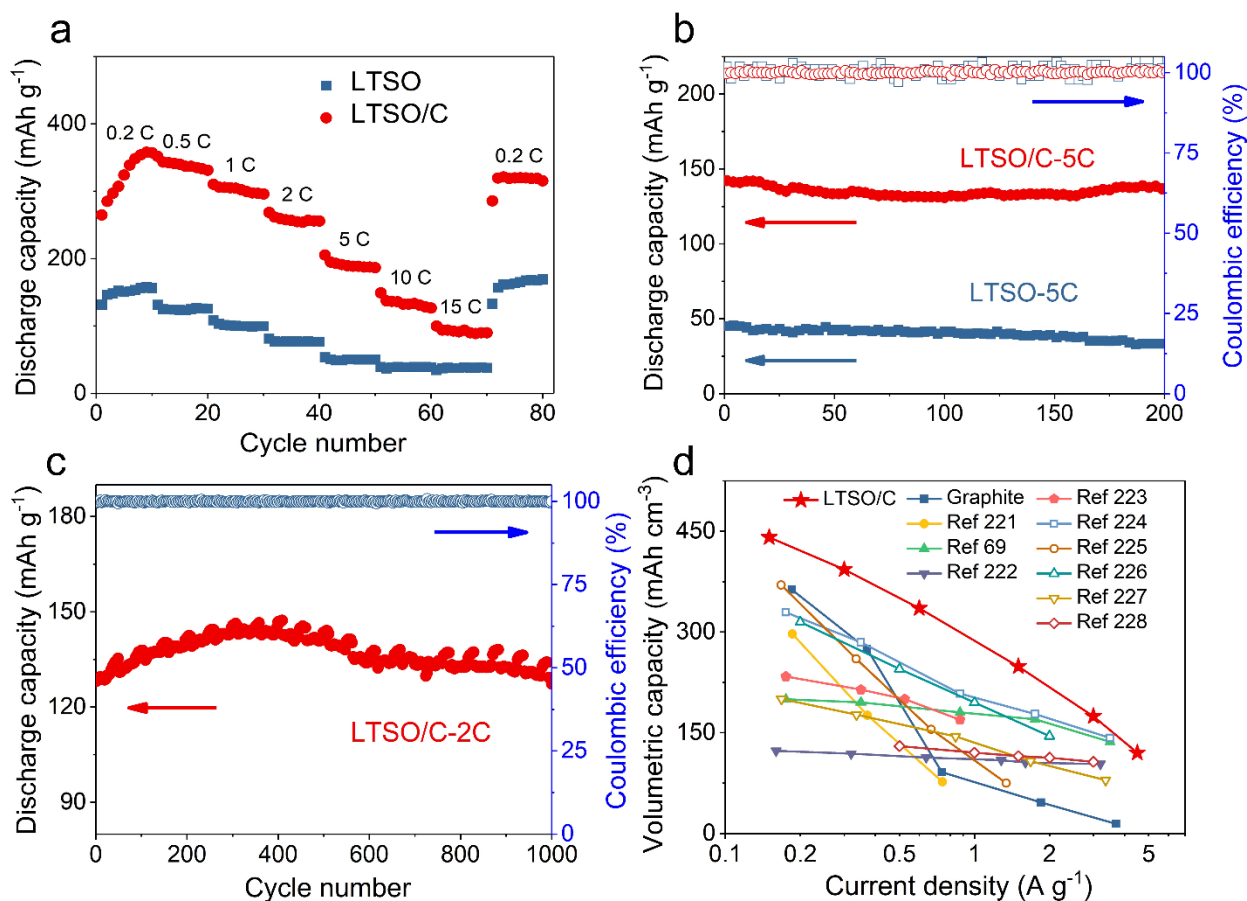 a
Discharge capacity (mAh g⁻¹)
400
200
0
LTSO
LTSO/C
0.2 C
0.5 C
1 C
2 C
5 C
10 C
15 C
0.2 C
0 20 40 60 80
Cycle number
b
Discharge capacity (mAh g⁻¹)
200
150
100
50
0
LTSO/C-5C
LTSO-5C
100
75
50
25
0
Coulombic efficiency (%)
0 50 100 150 200
Cycle number
c
Discharge capacity (mAh g⁻¹)
180
150
120
90
LTSO/C-2C
100
75
50
25
0
Coulombic efficiency (%)
0 200 400 600 800 1000
Cycle number
d
Volumetric capacity (mAh cm⁻³)
450
300
150
0
LTSO/C
Graphite
Ref 221
Ref 69
Ref 222
Ref 223
Ref 224
Ref 225
Ref 226
Ref 227
Ref 228
0.1 0.2 0.5 1 2 5
Current density (A g⁻¹)